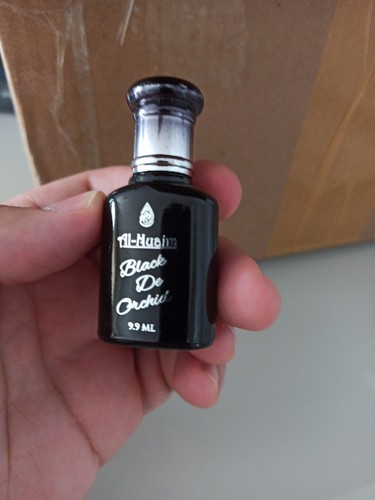 Al-Nuaim
Black
De
Orchid
9.9 ML